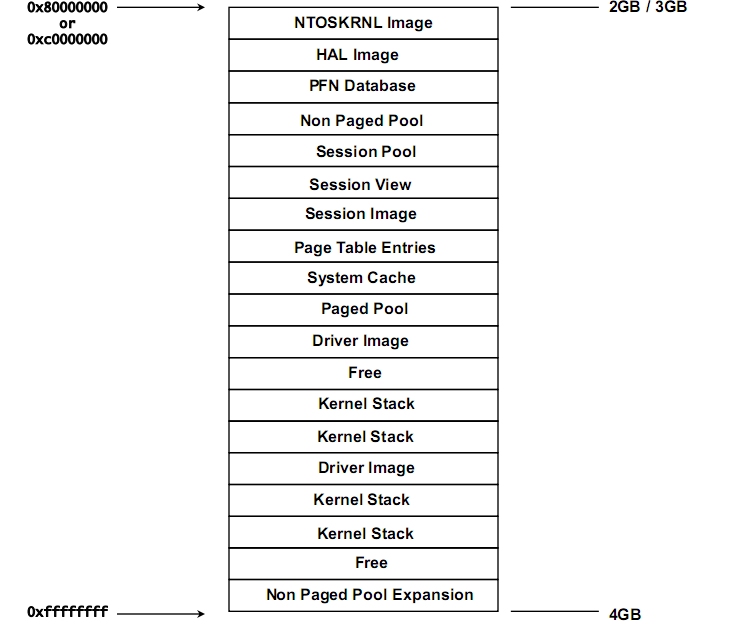 0x80000000
or
0xc0000000
2GB / 3GB
NTOSKRNL Image
HAL Image
PFN Database
Non Paged Pool
Session Pool
Session View
Session Image
Page Table Entries
System Cache
Paged Pool
Driver Image
Free
Kernel Stack
Kernel Stack
Driver Image
Kernel Stack
Kernel Stack
Free
Non Paged Pool Expansion
0xffffffff
4GB